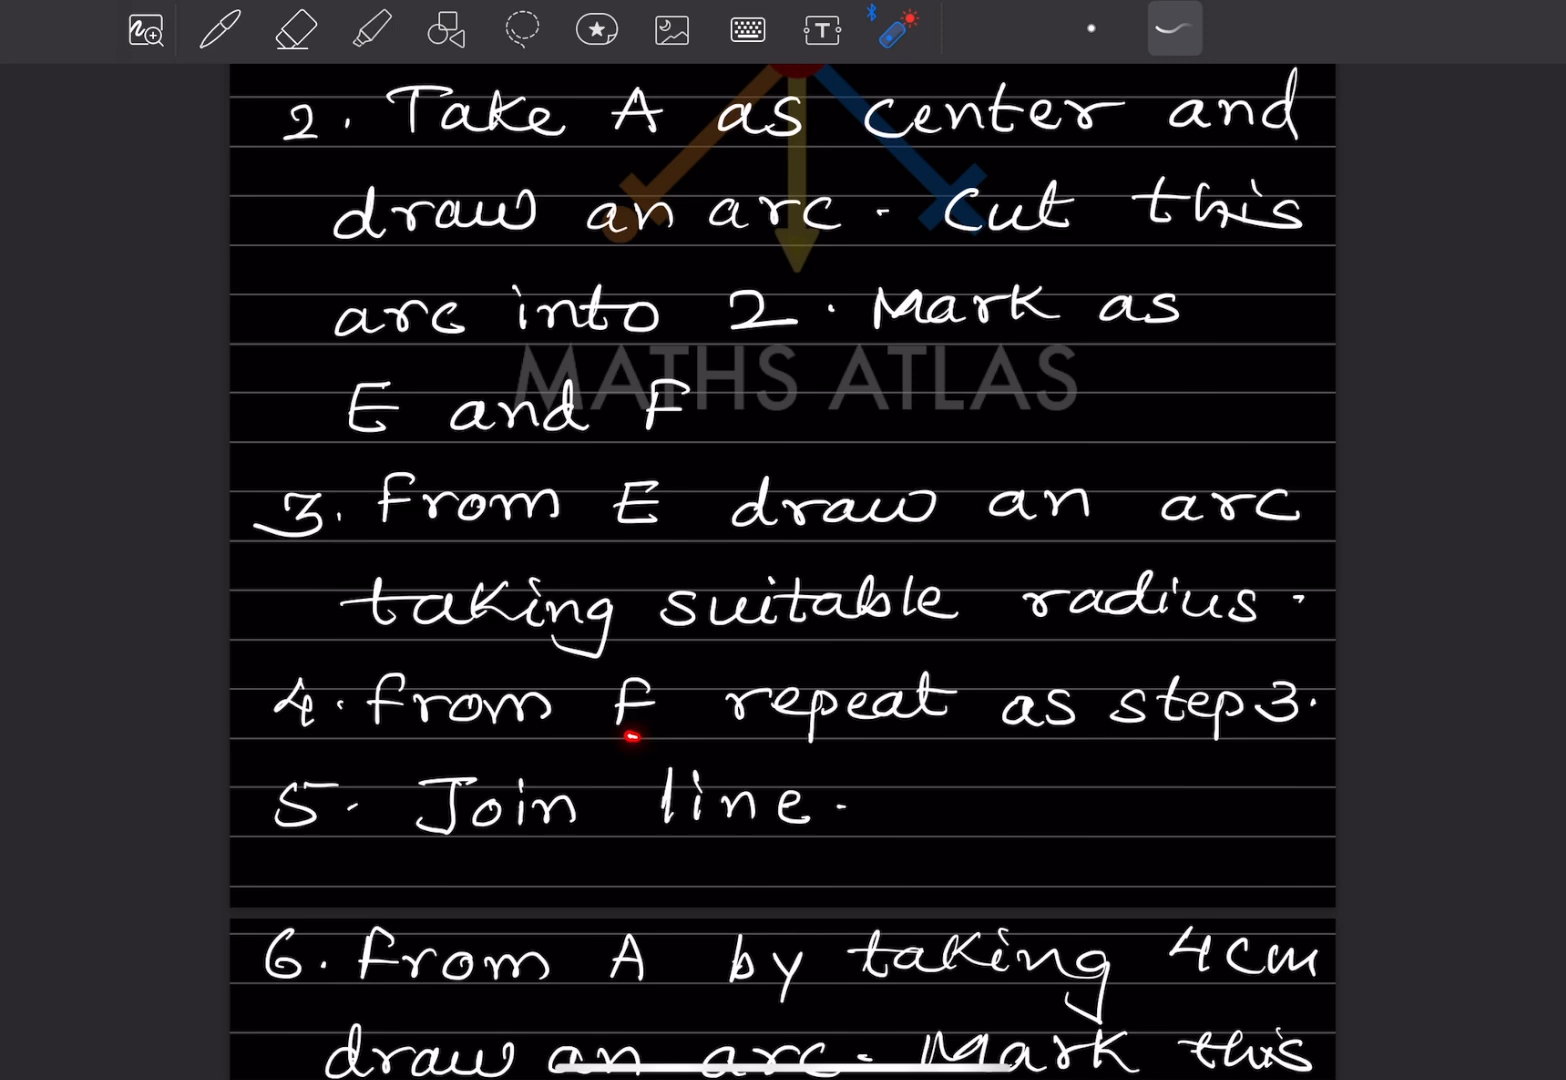 2. Take A as center and
draw an arc. Cut this
arc into 2. Mark as
MATHS ATLAS
E and F
3. From E draw an arc
taking suitable radius.
4. From F repeat as step 3.
5. Join line.
6. From A by taking 4cm
draw an arc. Mark this